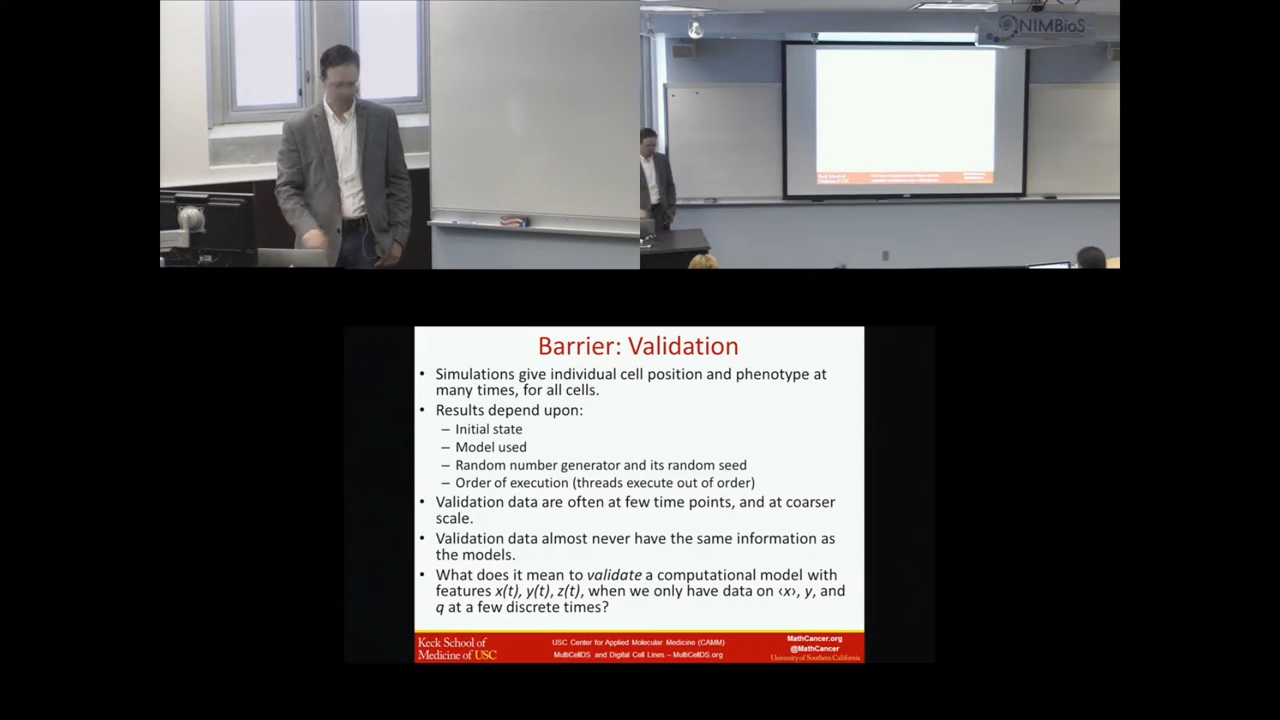 NIMBioS
Barrier: Validation
• Simulations give individual cell position and phenotype at
many times, for all cells.
• Results depend upon:
– Initial state
– Model used
– Random number generator and its random seed
– Order of execution (threads execute out of order)
• Validation data are often at few time points, and at coarser
scale.
• Validation data almost never have the same information as
the models.
• What does it mean to validate a computational model with
features x(t), y(t), z(t), when we only have data on ‹x›, y, and
q at a few discrete times?
Keck School of
Medicine of USC
USC Center for Applied Molecular Medicine (CAMM)
MultiCellDS and Digital Cell Lines – MultiCellDS.org
MathCancer.org
@MathCancer
University of Southern California